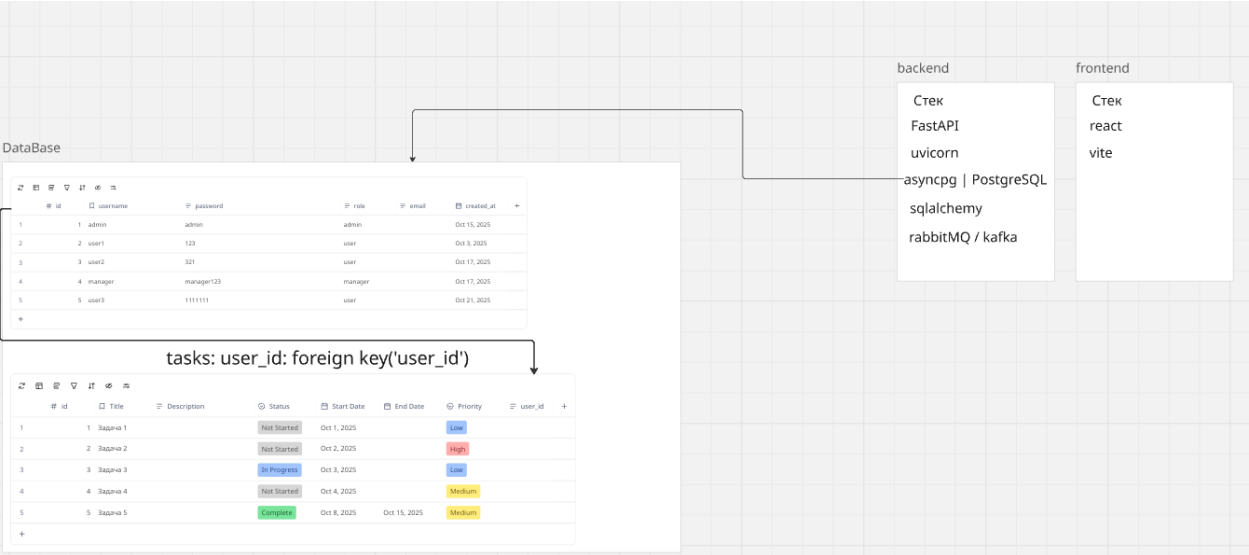 backend
frontend
Стек
FastAPI
uvicorn
asyncpg | PostgreSQL
sqlalchemy
rabbitMQ / kafka
Стек
react
vite
DataBase
# id username password role email created_at +
1 1 admin admin admin Oct 15, 2025
2 2 user1 123 user Oct 3, 2025
3 3 user2 321 user Oct 17, 2025
4 4 manager manager123 manager Oct 17, 2025
5 5 user3 1111111 user Oct 21, 2025
+
tasks: user_id: foreign key('user_id')
# id Title Description Status Start Date End Date Priority user_id +
1 1 Задача 1 Not Started Oct 1, 2025 Low
2 2 Задача 2 Not Started Oct 2, 2025 High
3 3 Задача 3 In Progress Oct 3, 2025 Low
4 4 Задача 4 Not Started Oct 4, 2025 Medium
5 5 Задача 5 Complete Oct 8, 2025 Oct 15, 2025 Medium
+